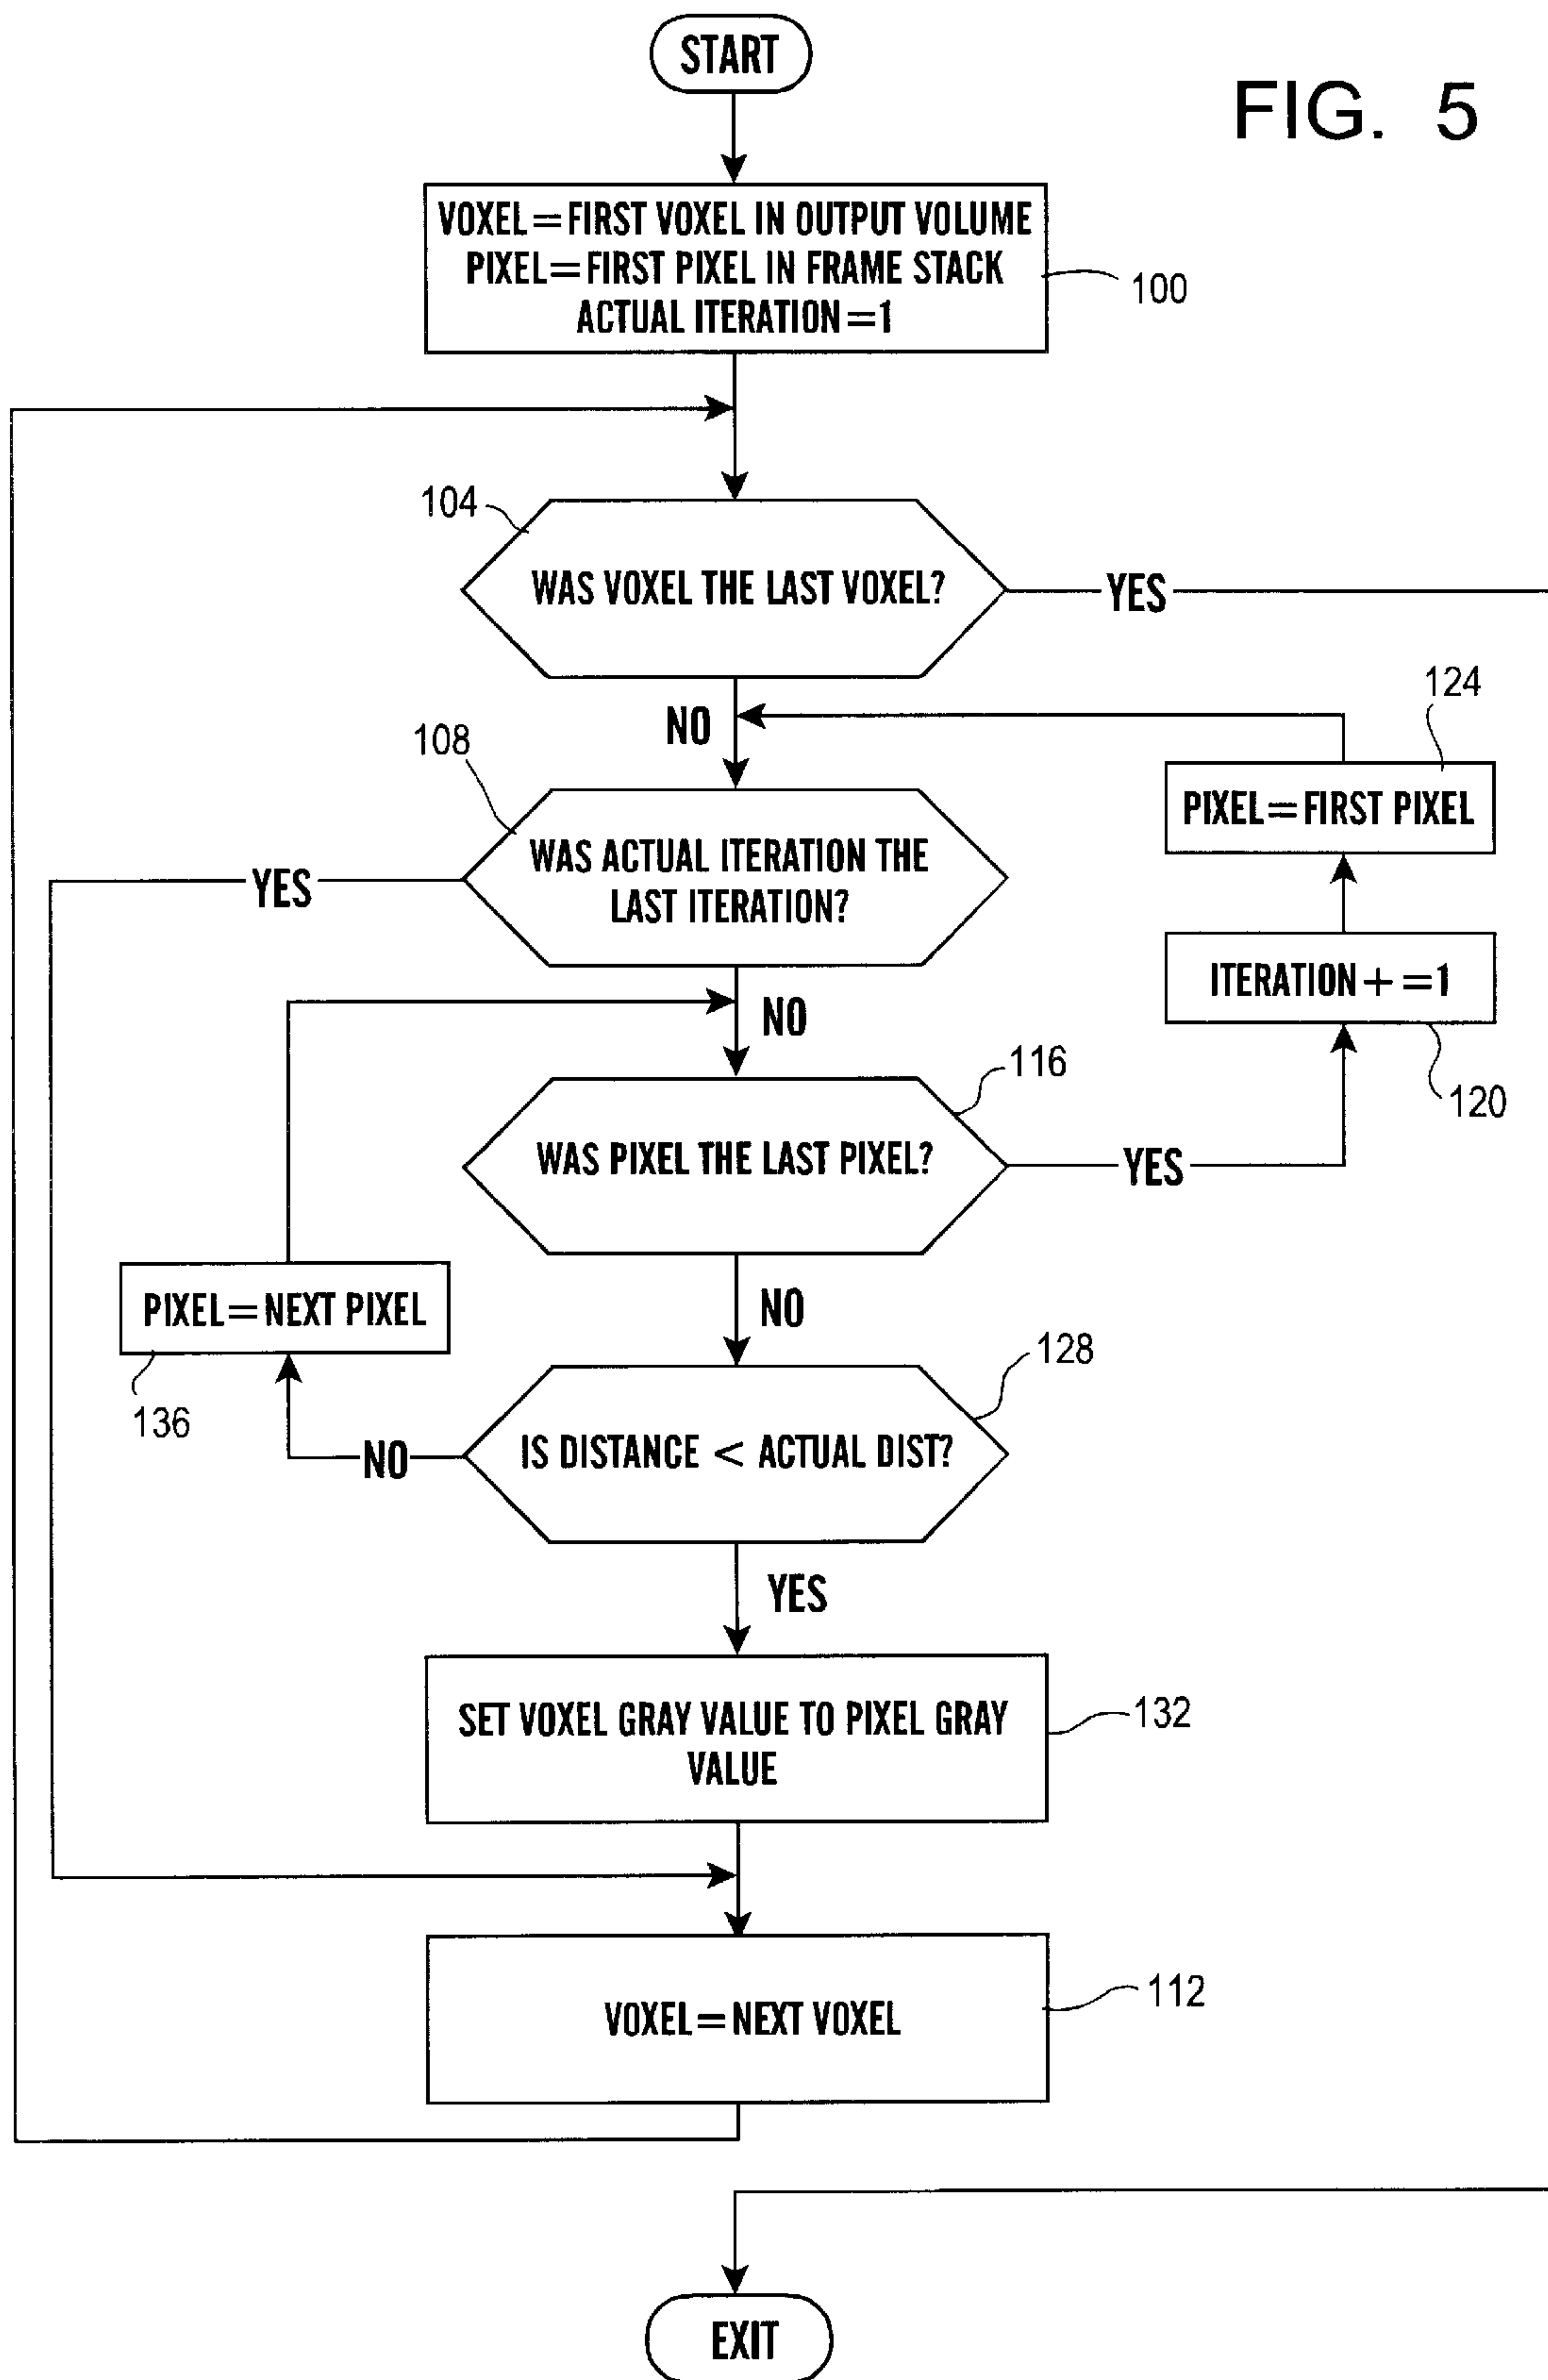 START
FIG. 5
VOXEL=FIRST VOXEL IN OUTPUT VOLUME
PIXEL=FIRST PIXEL IN FRAME STACK
ACTUAL ITERATION=1
100
104
WAS VOXEL THE LAST VOXEL?
YES
NO
124
PIXEL=FIRST PIXEL
108
WAS ACTUAL ITERATION THE
LAST ITERATION?
YES
ITERATION+=1
NO
120
116
WAS PIXEL THE LAST PIXEL?
YES
PIXEL=NEXT PIXEL
136
NO
128
IS DISTANCE < ACTUAL DIST?
NO
YES
SET VOXEL GRAY VALUE TO PIXEL GRAY
VALUE
132
VOXEL=NEXT VOXEL
112
EXIT